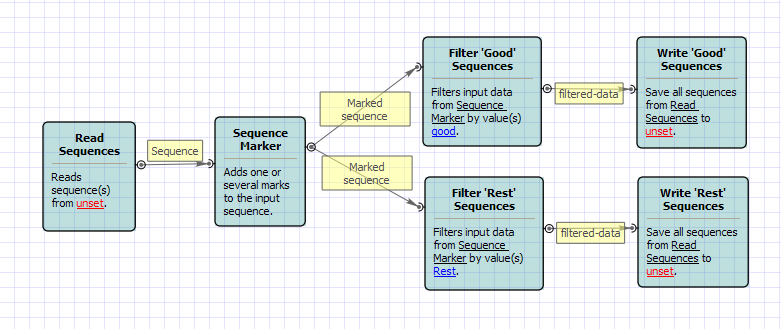 Read
Sequences
Reads
sequence(s)
from unset.
Sequence
Sequence
Marker
Adds one or
several marks
to the input
sequence.
Marked
sequence
Marked
sequence
Filter 'Good'
Sequences
Filters input data
from Sequence
Marker by value(s)
good.
filtered-data
Write 'Good'
Sequences
Save all sequences
from Read
Sequences to
unset.
Filter 'Rest'
Sequences
Filters input data
from Sequence
Marker by value(s)
Rest.
filtered-data
Write 'Rest'
Sequences
Save all sequences
from Read
Sequences to
unset.